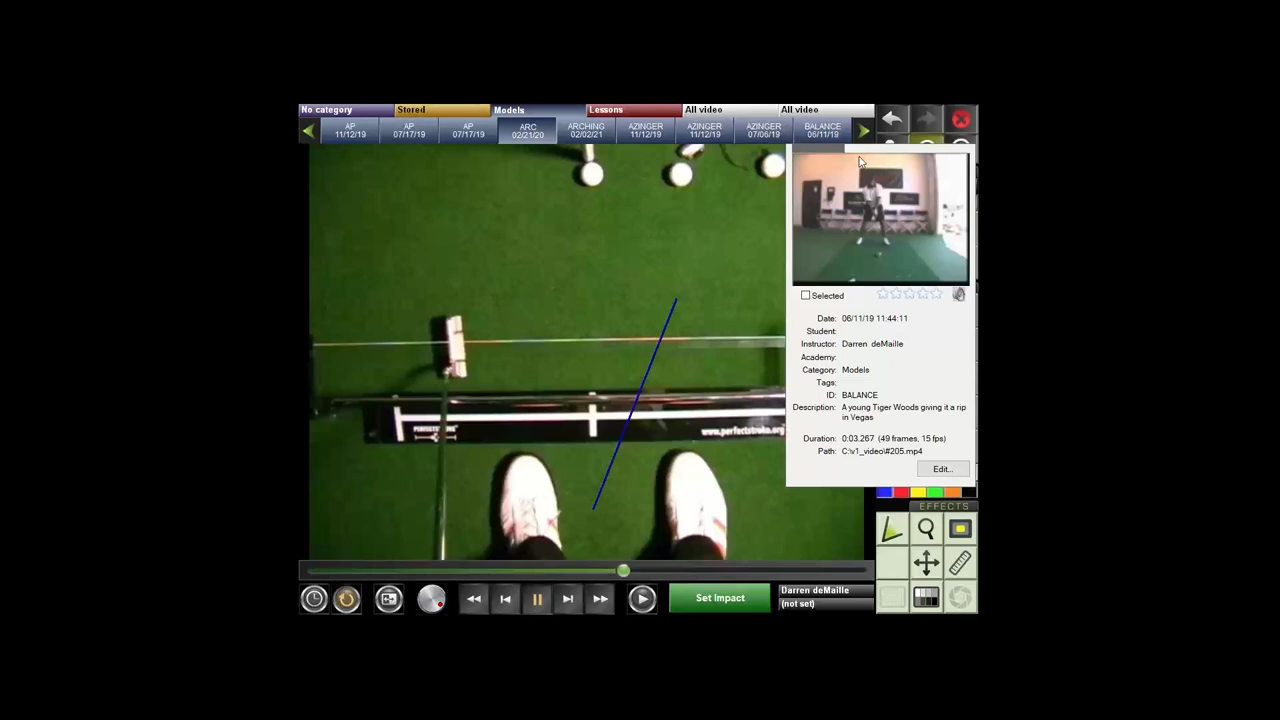 No category
Stored
Models
Lessons
All video
All video
AP
11/12/19
AP
07/17/19
AP
07/17/19
ARC
02/21/20
ARCHING
02/02/21
AZINGER
11/12/19
AZINGER
11/12/19
AZINGER
07/06/19
BALANCE
06/11/19
Selected
Date: 06/11/19 11:44:11
Student:
Instructor: Darren deMaille
Academy:
Category: Models
Tags:
ID: BALANCE
Description: A young Tiger Woods giving it a rip
in Vegas
Duration: 0:03.267 (49 frames, 15 fps)
Path: C:\v1_video\#205.mp4
Edit...
www.perfectstroke.org
EFFECTS
Set Impact
Darren deMaille
(not set)